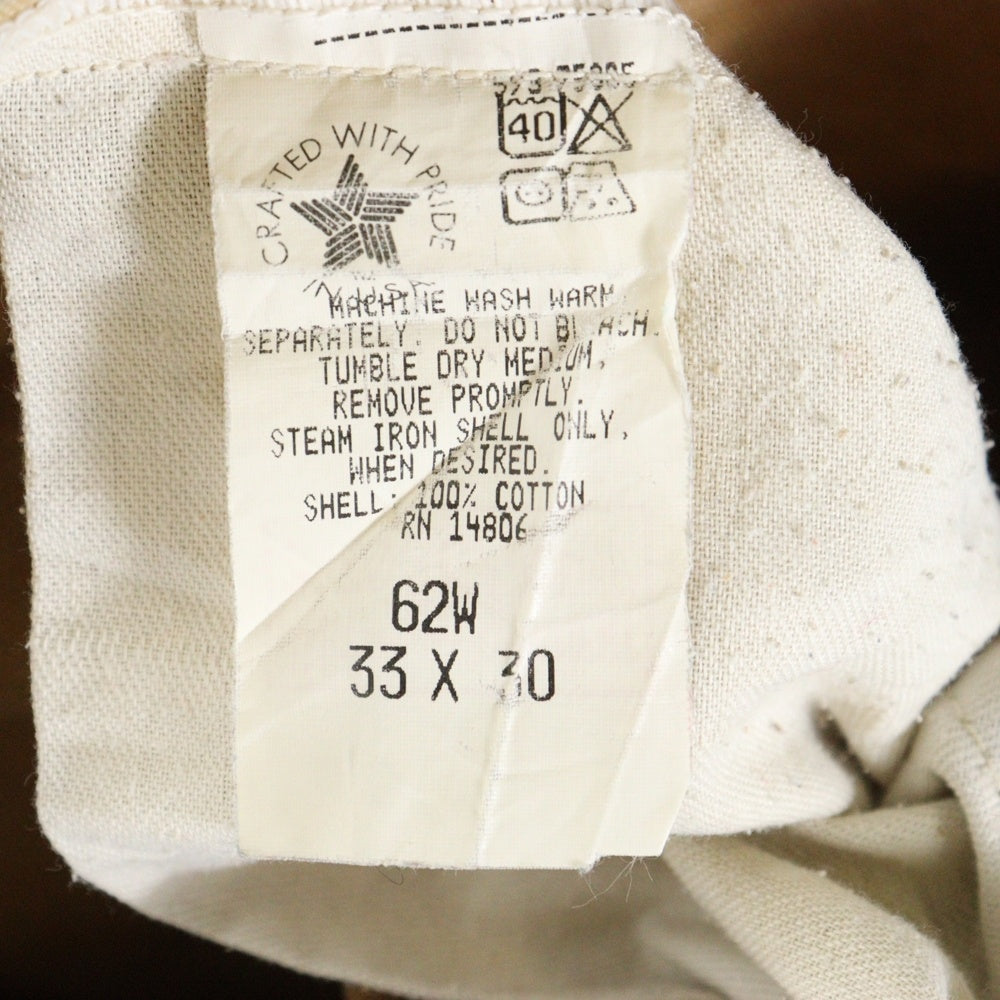 CRAFTED WITH PRIDE
IN U.S.A.
40
MACHINE WASH WARM
SEPARATELY. DO NOT BLEACH.
TUMBLE DRY MEDIUM,
REMOVE PROMPTLY.
STEAM IRON SHELL ONLY,
WHEN DESIRED.
SHELL: 100% COTTON
RN 14806
62W
33 X 30